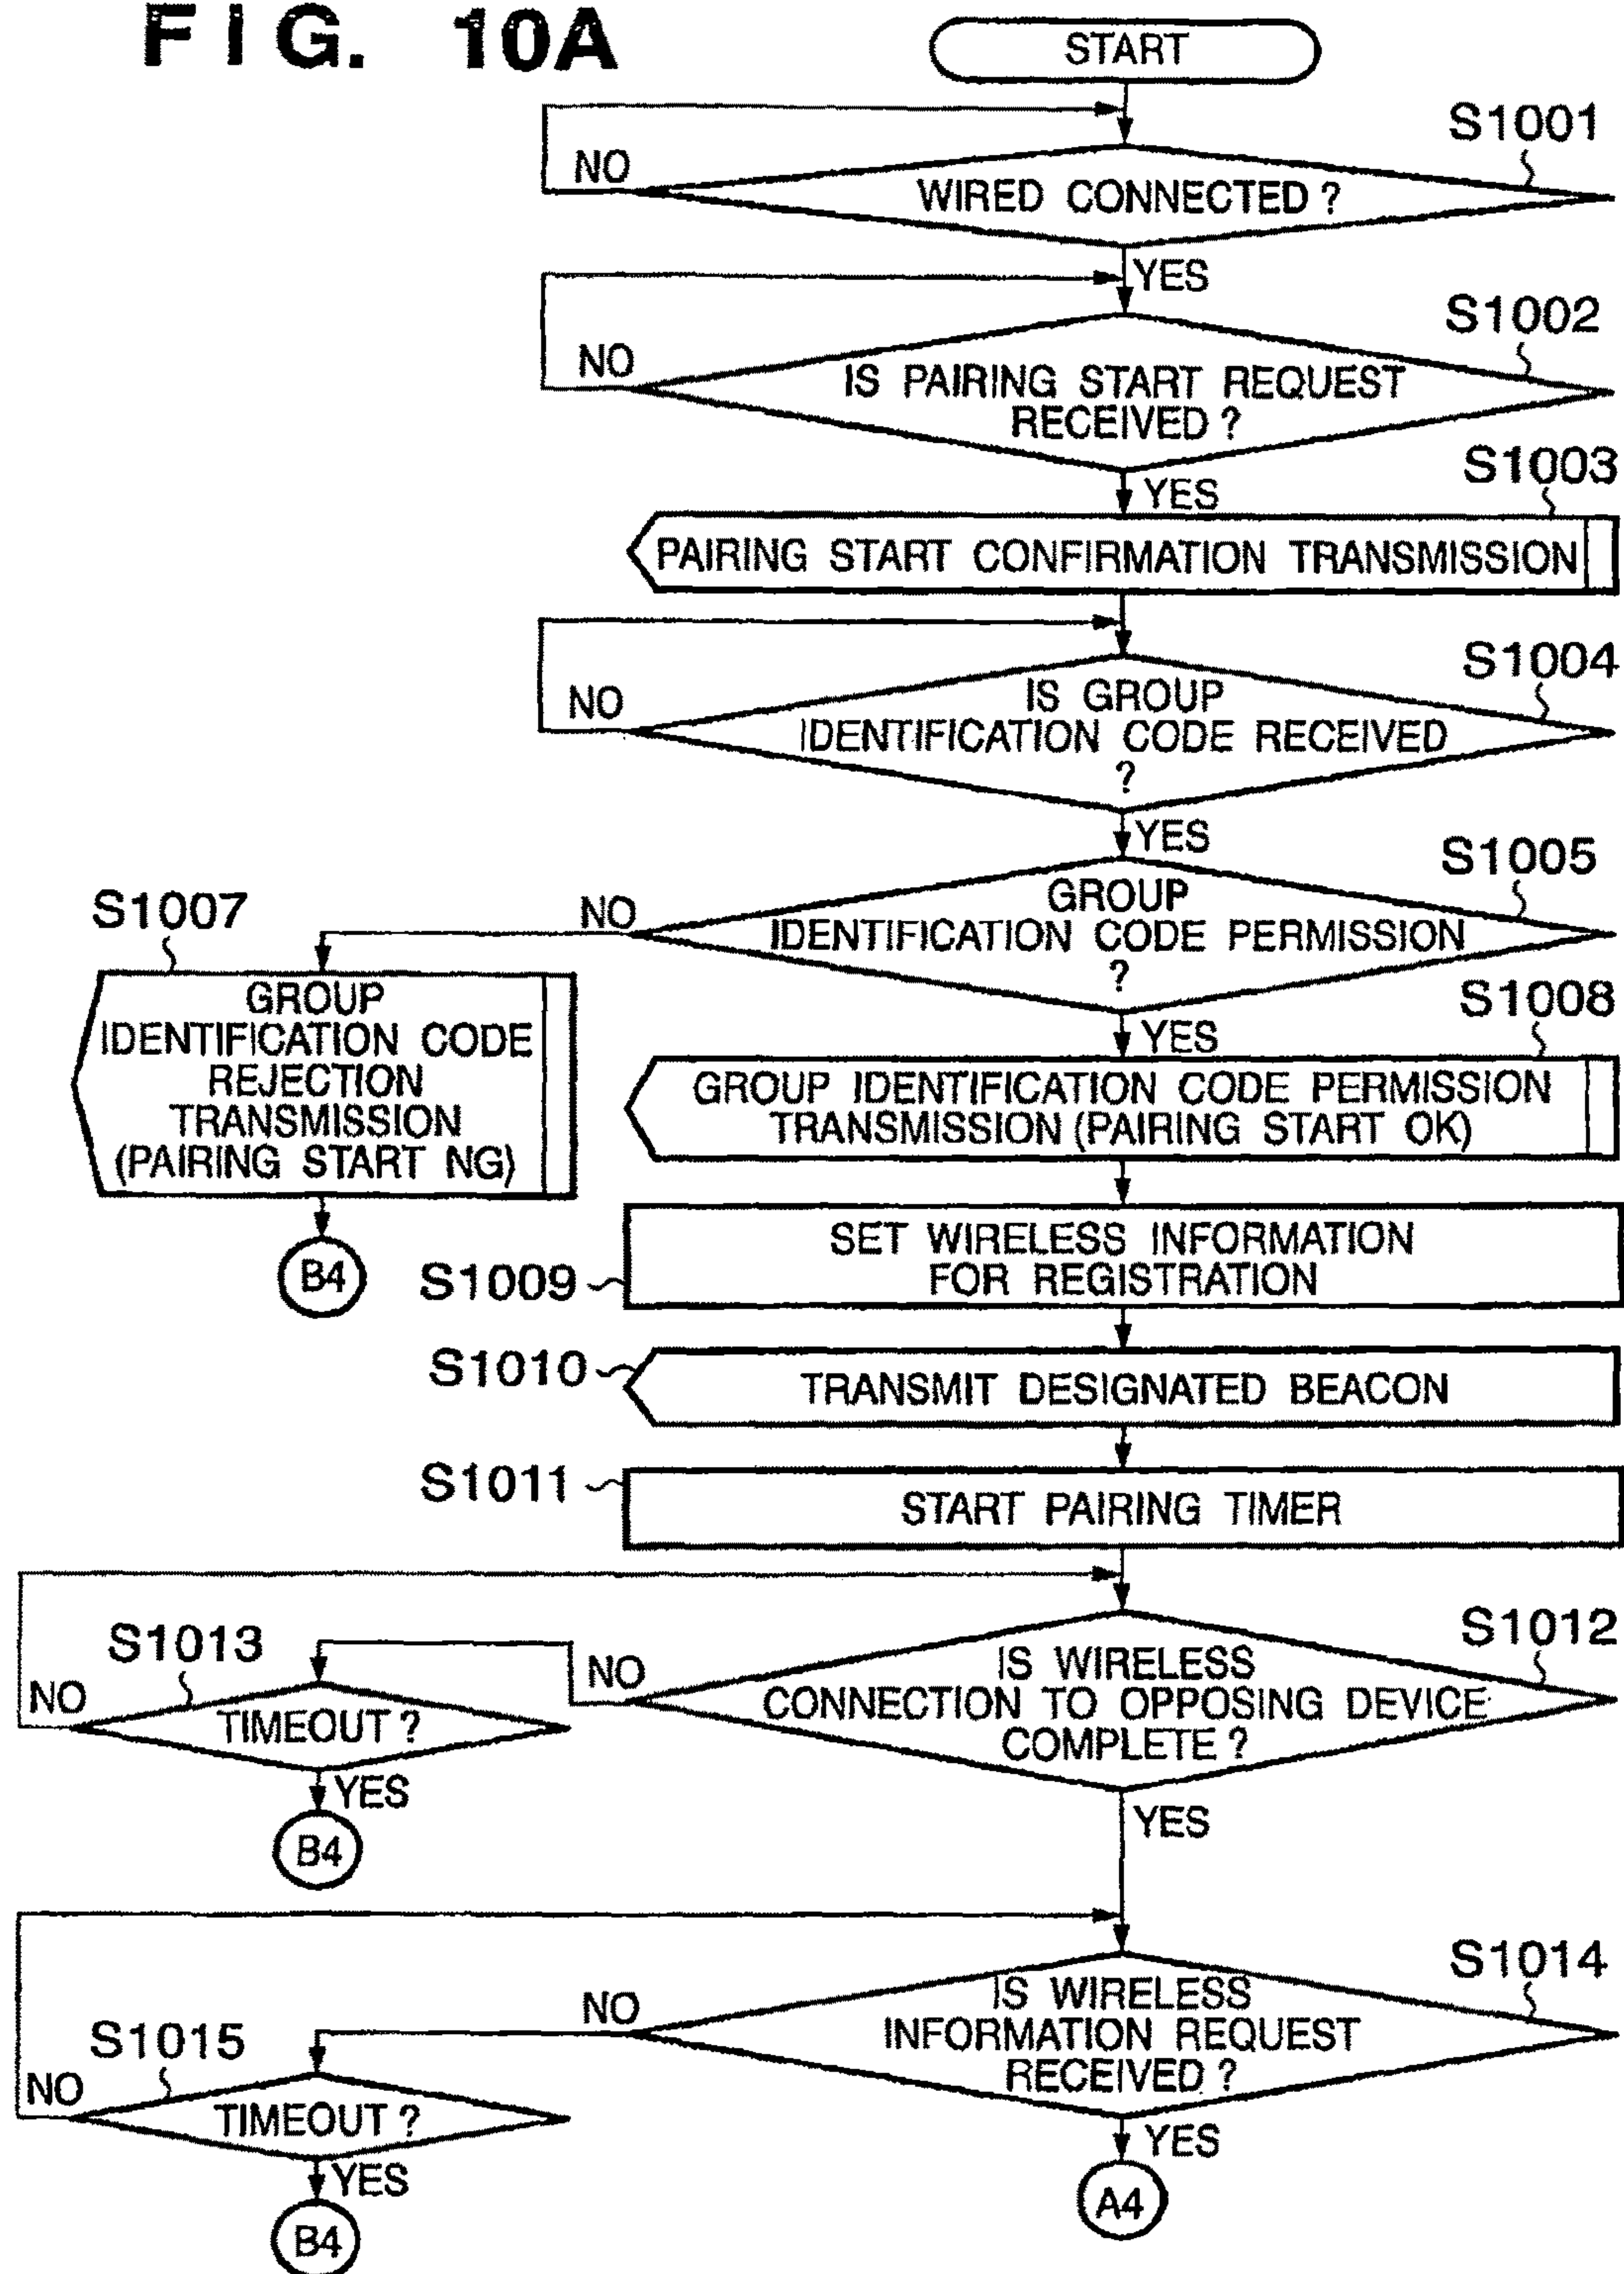 FIG. 10A
START
S1001
NO
WIRED CONNECTED ?
YES
S1002
NO
IS PAIRING START REQUEST
RECEIVED ?
YES
S1003
PAIRING START CONFIRMATION TRANSMISSION
S1004
NO
IS GROUP
IDENTIFICATION CODE RECEIVED
?
YES
S1005
NO
GROUP
IDENTIFICATION CODE PERMISSION
?
YES
S1007
GROUP
IDENTIFICATION CODE
REJECTION
TRANSMISSION
(PAIRING START NG)
B4
S1008
GROUP IDENTIFICATION CODE PERMISSION
TRANSMISSION (PAIRING START OK)
S1009
SET WIRELESS INFORMATION
FOR REGISTRATION
S1010
TRANSMIT DESIGNATED BEACON
S1011
START PAIRING TIMER
S1012
NO
IS WIRELESS
CONNECTION TO OPPOSING DEVICE
COMPLETE ?
YES
S1013
NO
TIMEOUT ?
YES
B4
S1014
NO
IS WIRELESS
INFORMATION REQUEST
RECEIVED ?
YES
A4
S1015
NO
TIMEOUT ?
YES
B4